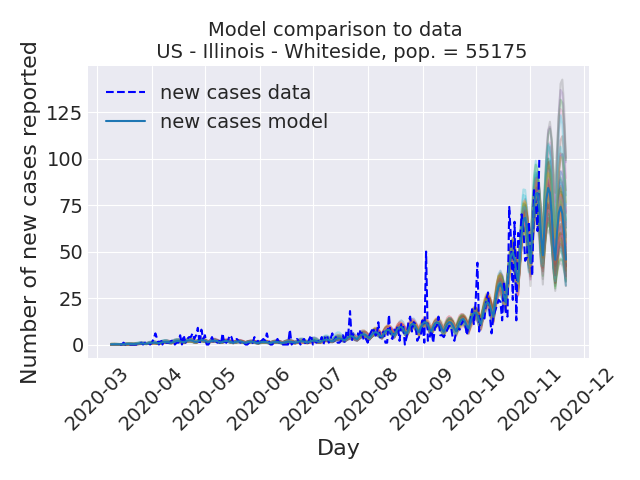 Model comparison to data
US - Illinois - Whiteside, pop. = 55175
Number of new cases reported
new cases data
new cases model
125
100
75
50
25
0
2020-03
2020-04
2020-05
2020-06
2020-07
2020-08
2020-09
2020-10
2020-11
2020-12
Day